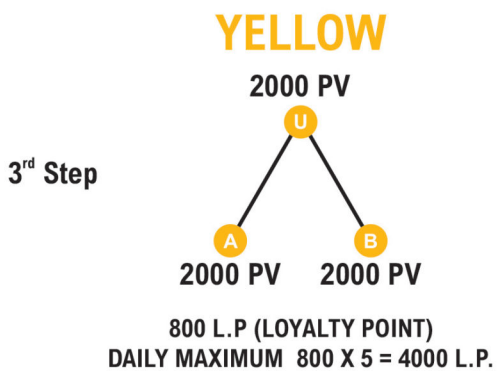 YELLOW
2000 PV
U
3rd Step
A B
2000 PV 2000 PV
800 L.P (LOYALTY POINT)
DAILY MAXIMUM 800 X 5 = 4000 L.P.